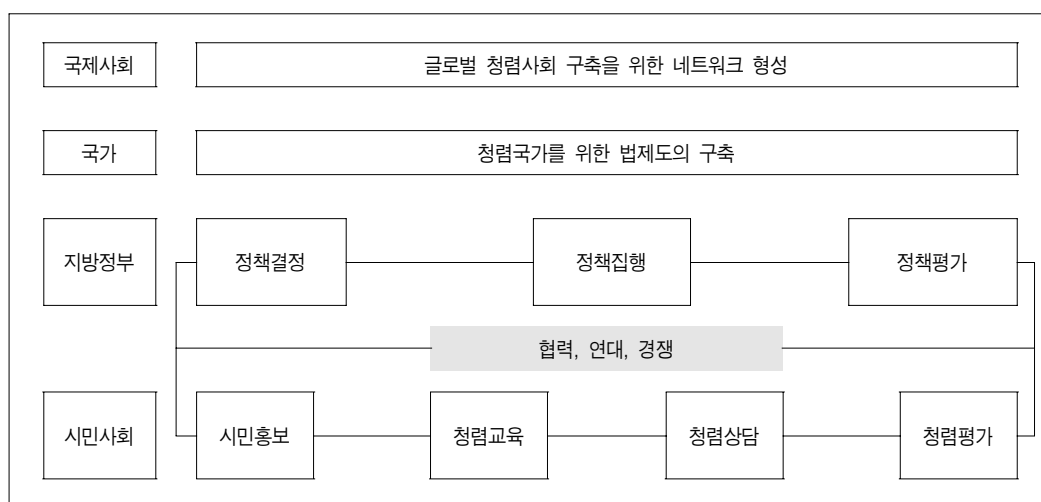 국제사회 글로벌 청렴사회 구축을 위한 네트워크 형성
국가 청렴국가를 위한 법제도의 구축
지방정부 정책결정 정책집행 정책평가
협력, 연대, 경쟁
시민사회 시민홍보 청렴교육 청렴상담 청렴평가